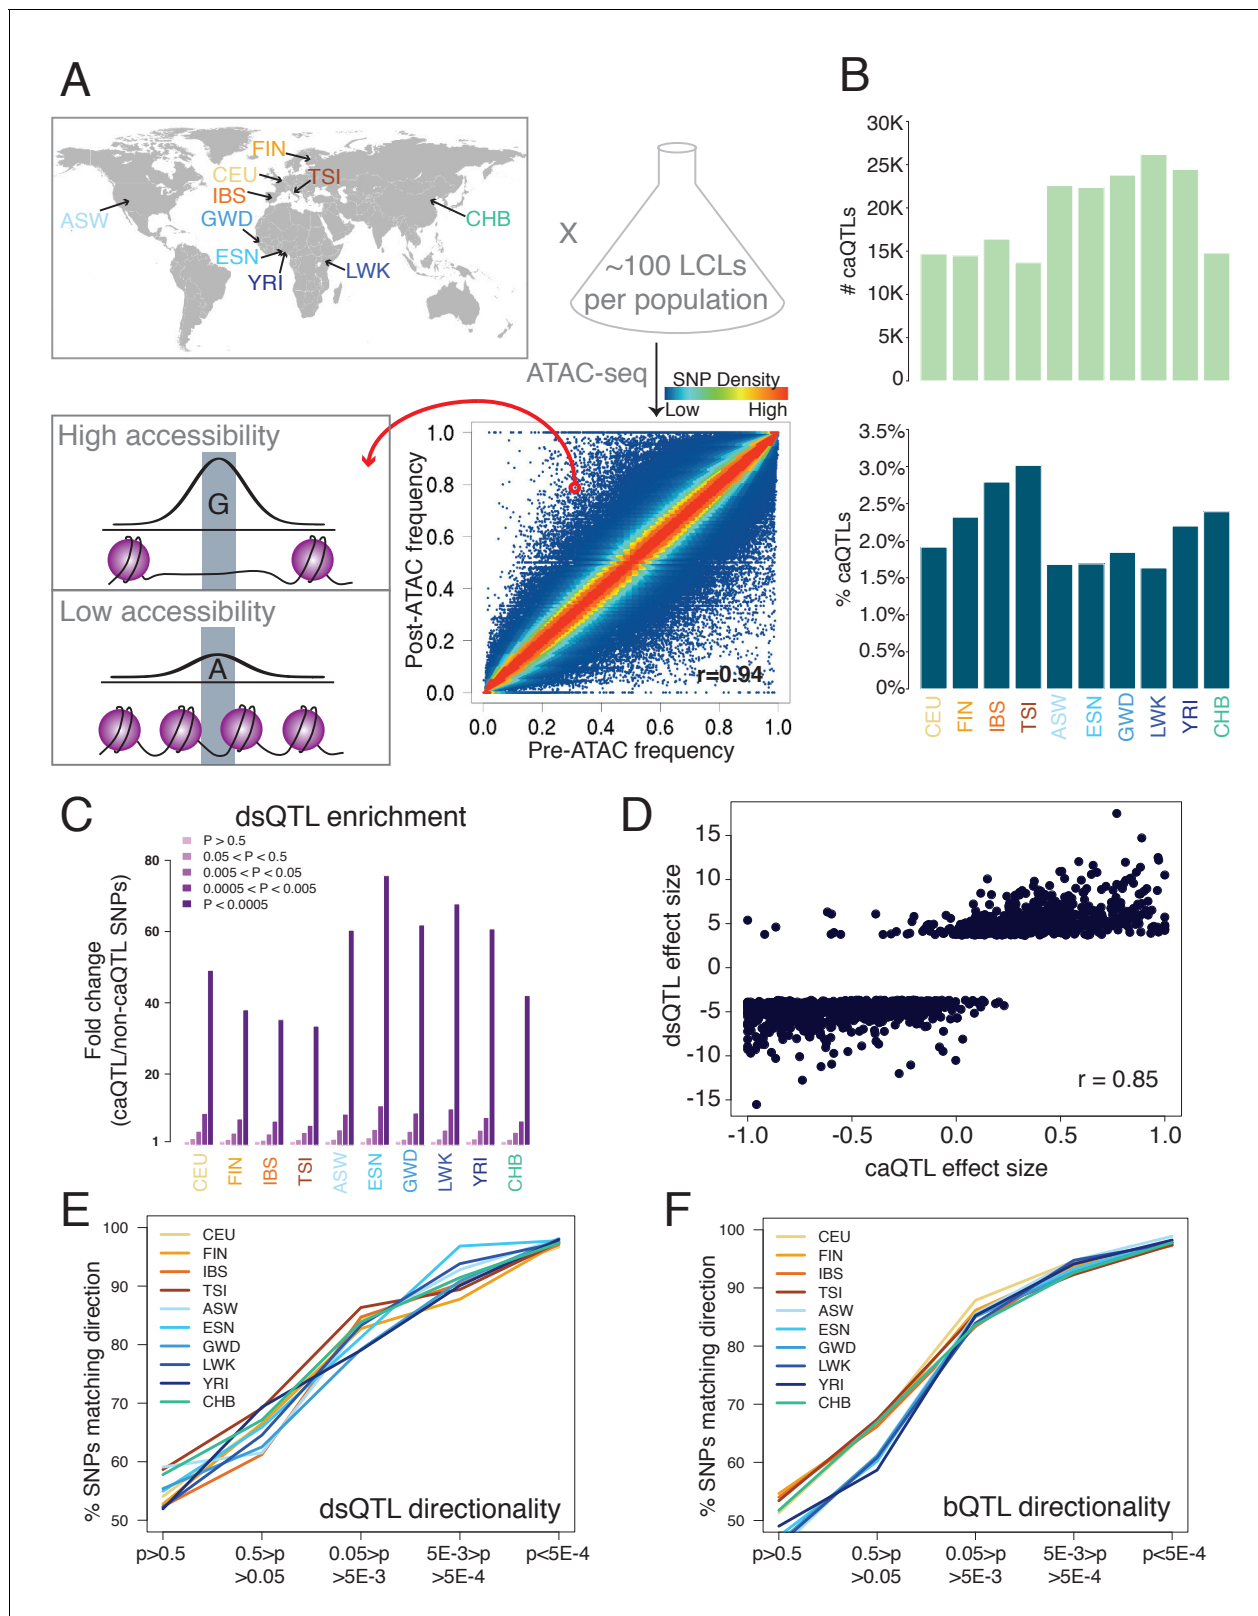 A
FIN
CEU
TSI
IBS
ASW
GWD
CHB
ESN
YRI
LWK
X
~100 LCLs
per population
ATAC-seq
SNP Density
Low High
High accessibility
G
Low accessibility
A
Post-ATAC frequency
1.0
0.8
0.6
0.4
0.2
0.0
r=0.94
0.0 0.2 0.4 0.6 0.8 1.0
Pre-ATAC frequency
B
# caQTLs
30K
25K
20K
15K
10K
5K
0
% caQTLs
3.5%
3.0%
2.5%
2.0%
1.5%
1.0%
0.5%
0%
CEU FIN IBS TSI ASW ESN GWD LWK YRI CHB
C
dsQTL enrichment
P > 0.5
0.05 < P < 0.5
0.005 < P < 0.05
0.0005 < P < 0.005
P < 0.0005
Fold change
(caQTL/non-caQTL SNPs)
80
60
40
20
1
CEU FIN IBS TSI ASW ESN GWD LWK YRI CHB
D
dsQTL effect size
15
10
5
0
-5
-10
-15
r = 0.85
-1.0 -0.5 0.0 0.5 1.0
caQTL effect size
E
% SNPs matching direction
100
90
80
70
60
50
CEU
FIN
IBS
TSI
ASW
ESN
GWD
LWK
YRI
CHB
dsQTL directionality
p>0.5 0.5>p 0.05>p 5E-3>p p<5E-4
>0.05 >5E-3 >5E-4
F
% SNPs matching direction
100
90
80
70
60
50
CEU
FIN
IBS
TSI
ASW
ESN
GWD
LWK
YRI
CHB
bQTL directionality
p>0.5 0.5>p 0.05>p 5E-3>p p<5E-4
>0.05 >5E-3 >5E-4